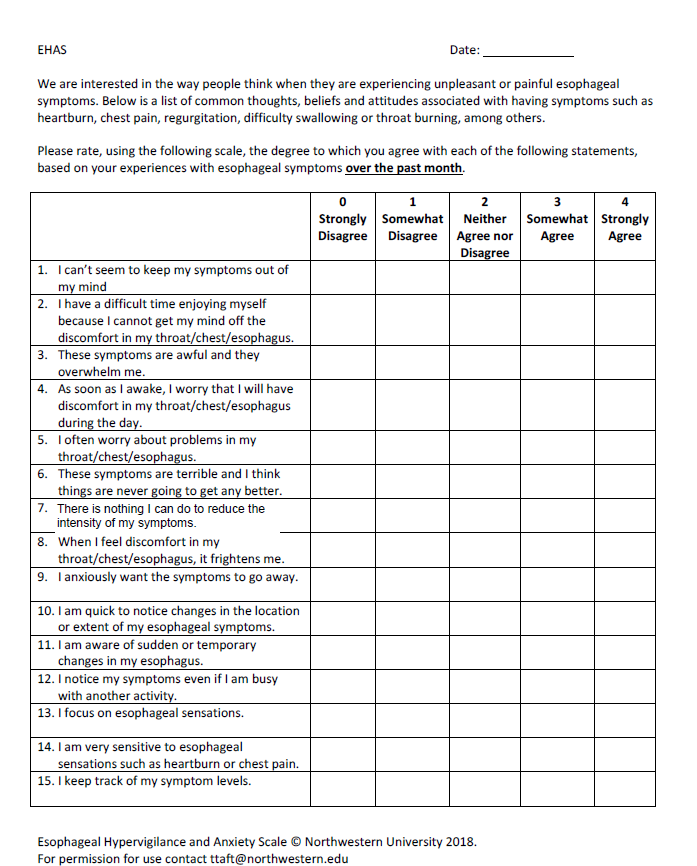 EHAS Date: ______________
We are interested in the way people think when they are experiencing unpleasant or painful esophageal
symptoms. Below is a list of common thoughts, beliefs and attitudes associated with having symptoms such as
heartburn, chest pain, regurgitation, difficulty swallowing or throat burning, among others.
Please rate, using the following scale, the degree to which you agree with each of the following statements,
based on your experiences with esophageal symptoms over the past month.
0 1 2 3 4
Strongly Somewhat Neither Somewhat Strongly
Disagree Disagree Agree nor Agree Agree
Disagree
1. I can't seem to keep my symptoms out of
my mind
2. I have a difficult time enjoying myself
because I cannot get my mind off the
discomfort in my throat/chest/esophagus.
3. These symptoms are awful and they
overwhelm me.
4. As soon as I awake, I worry that I will have
discomfort in my throat/chest/esophagus
during the day.
5. I often worry about problems in my
throat/chest/esophagus.
6. These symptoms are terrible and I think
things are never going to get any better.
7. There is nothing I can do to reduce the
intensity of my symptoms.
8. When I feel discomfort in my
throat/chest/esophagus, it frightens me.
9. I anxiously want the symptoms to go away.
10. I am quick to notice changes in the location
or extent of my esophageal symptoms.
11. I am aware of sudden or temporary
changes in my esophagus.
12. I notice my symptoms even if I am busy
with another activity.
13. I focus on esophageal sensations.
14. I am very sensitive to esophageal
sensations such as heartburn or chest pain.
15. I keep track of my symptom levels.
Esophageal Hypervigilance and Anxiety Scale © Northwestern University 2018.
For permission for use contact ttaft@northwestern.edu